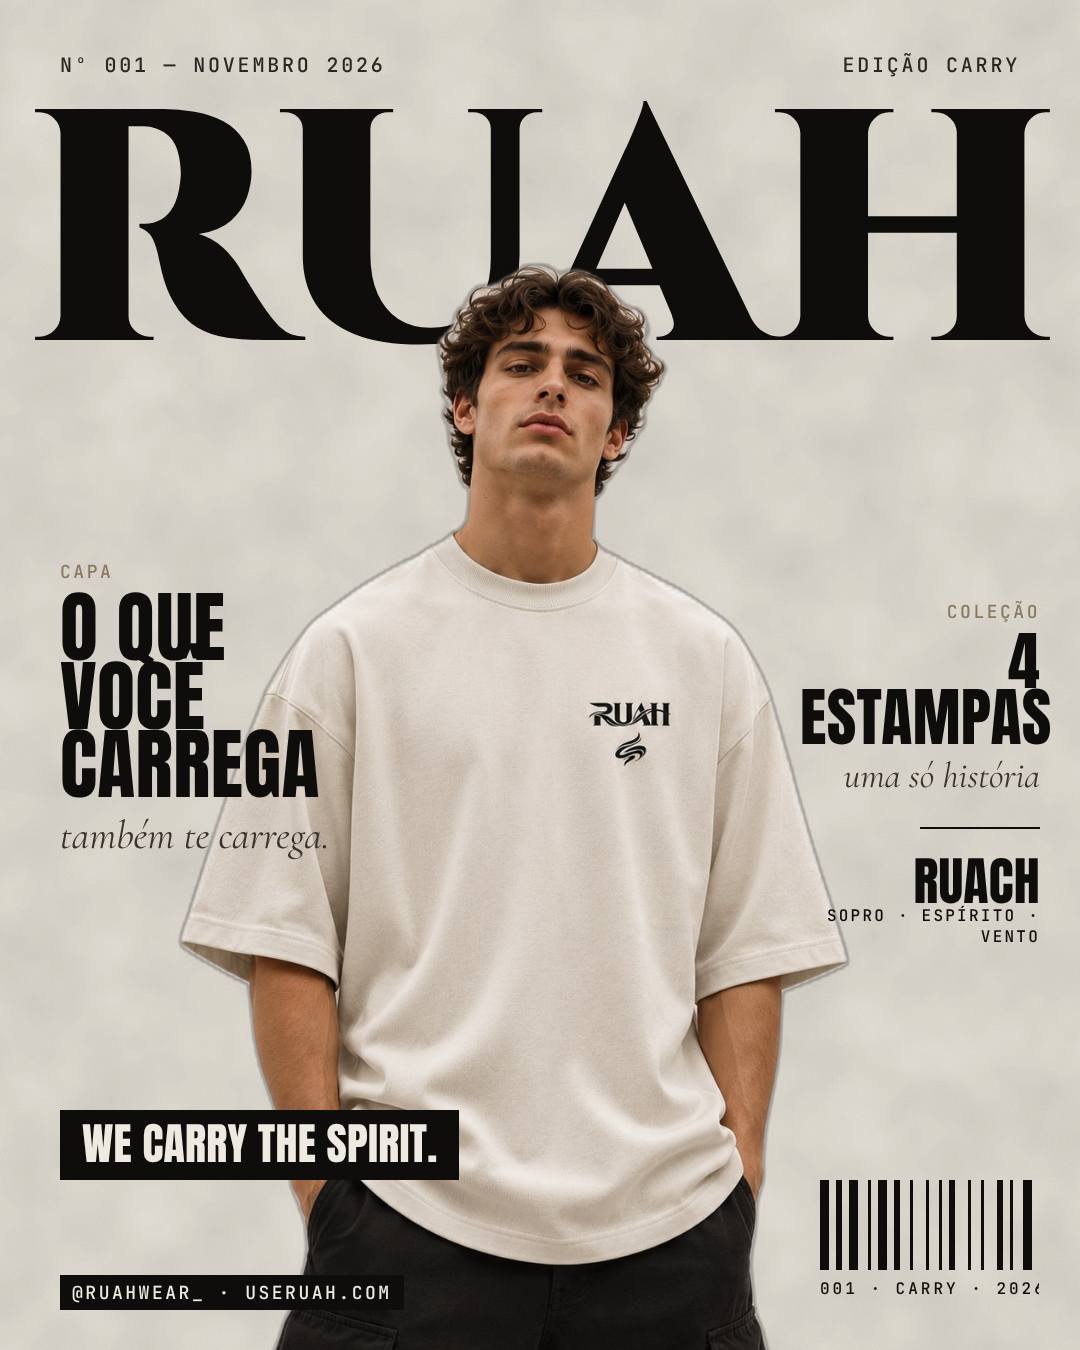 Nº 001 — NOVEMBRO 2026
EDIÇÃO CARRY
RUAH
CAPA
O QUE
VOCÊ
CARREGA
também te carrega.
COLEÇÃO
4
ESTAMPAS
uma só história
RUACH
SOPRO · ESPÍRITO ·
VENTO
RUAH
WE CARRY THE SPIRIT.
@RUAHWEAR_ · USERUAH.COM
001 · CARRY · 2026